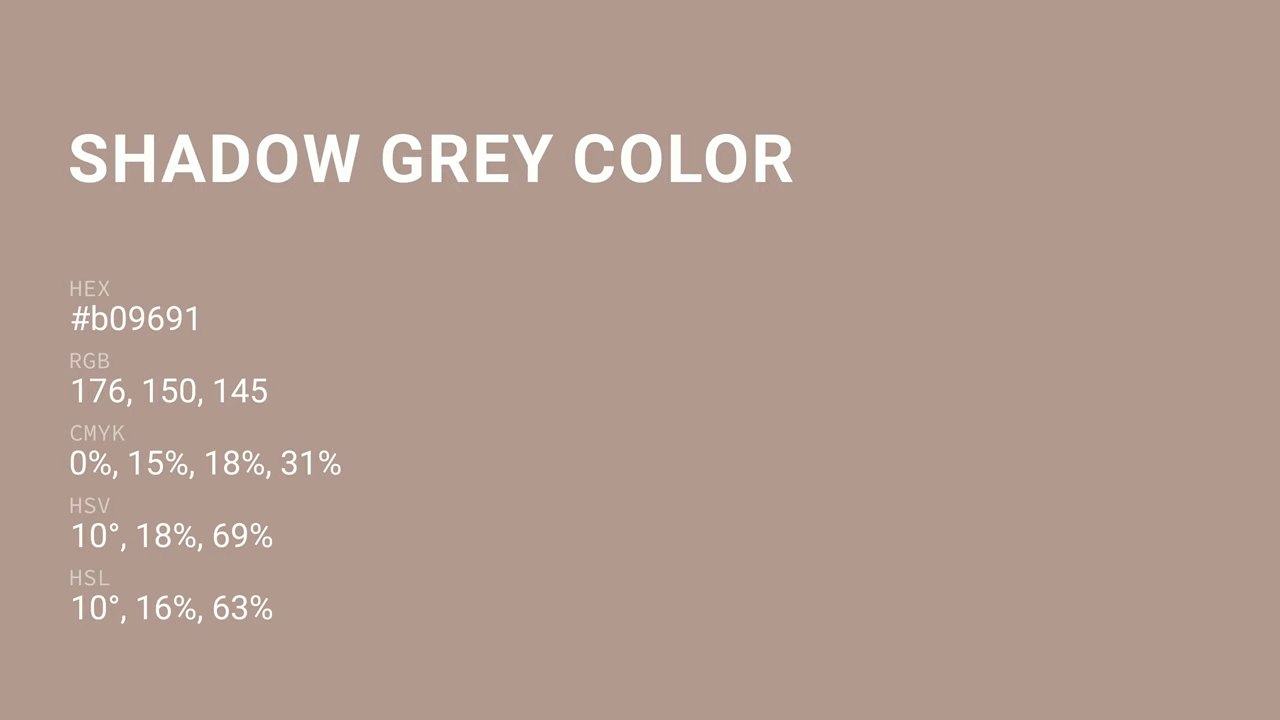 SHADOW GREY COLOR
HEX
#b09691
RGB
176, 150, 145
CMYK
0%, 15%, 18%, 31%
HSV
10°, 18%, 69%
HSL
10°, 16%, 63%